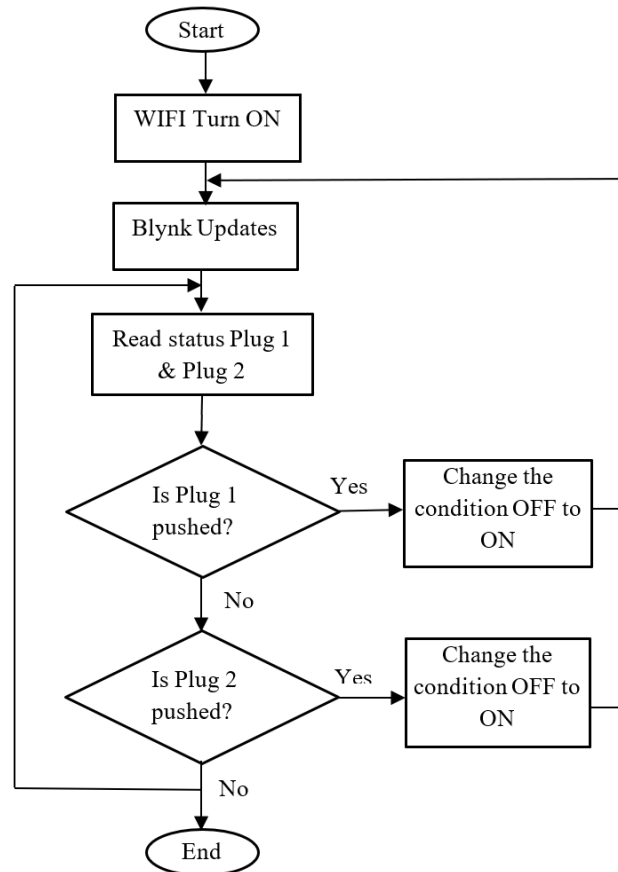 Start
WIFI Turn ON
Blynk Updates
Read status Plug 1
& Plug 2
Is Plug 1
pushed?
Yes
Change the
condition OFF to
ON
No
Is Plug 2
pushed?
Yes
Change the
condition OFF to
ON
No
End